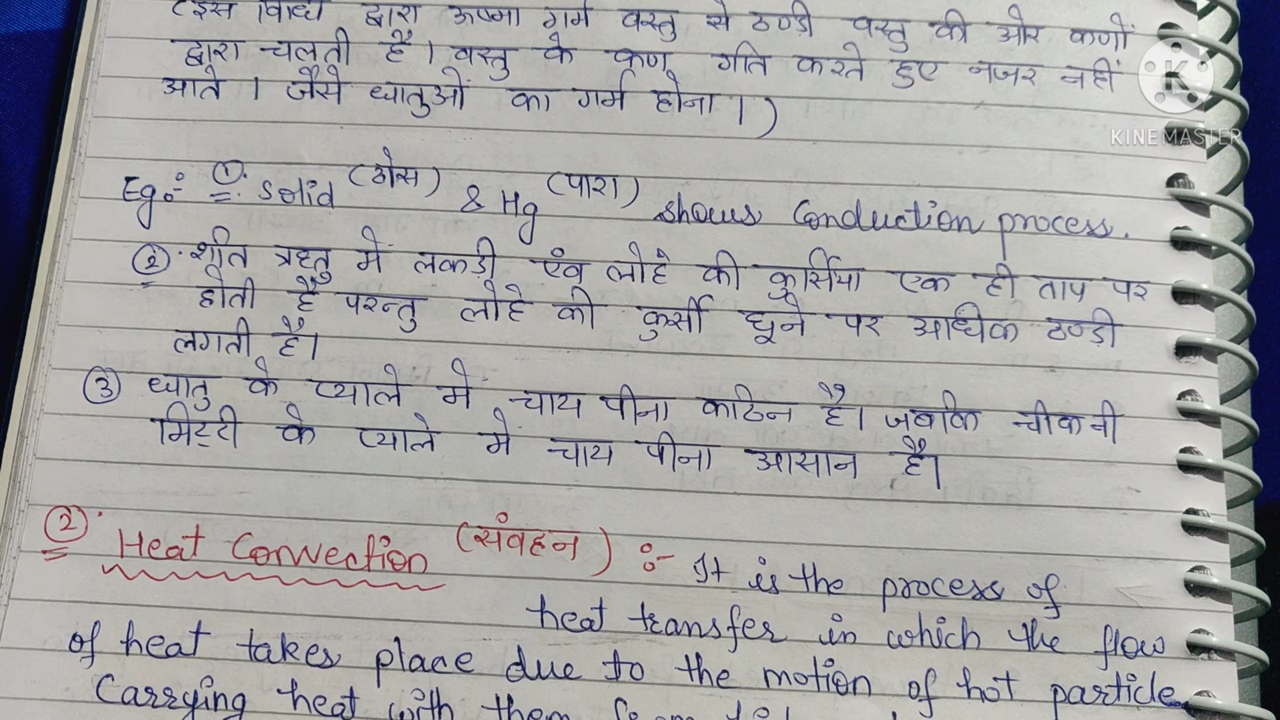 (इस विधि द्वारा ऊष्मा गर्म वस्तु से ठण्डी वस्तु की ओर कणों
द्वारा चलती है। वस्तु के कण गति करते हुए नजर नहीं
आते । जैसे धातुओं का गर्म होना।)
KINEMASTER
Eg:- ① Solid (ठोस) & Hg (पारा) shows Conduction process.
② शीत ऋतु में लकड़ी एंव लोहे की कुर्सिया एक ही ताप पर
होती है परन्तु लोहे की कुर्सी छूने पर अधिक ठण्डी
लगती है।
③ धातु के प्याले में चाय पीना कठिन है। जबकि चीकनी
मिट्टी के प्याले में चाय पीना आसान है।
② Heat Convection (संवहन) :- It is the process of
heat transfer in which the flow
of heat takes place due to the motion of hot particle
Carrying heat with them